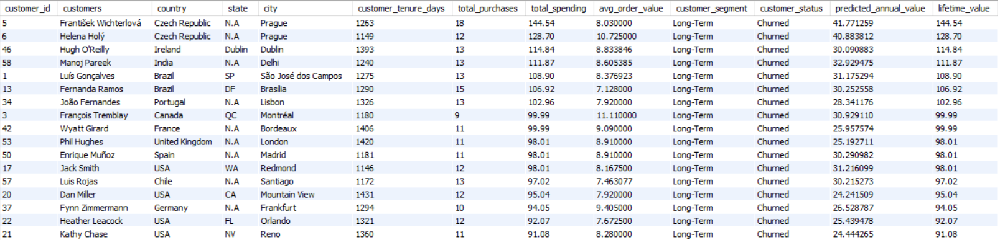 customer_id customers country state city customer_tenure_days total_purchases total_spending avg_order_value customer_segment customer_status predicted_annual_value lifetime_value
5 František Wichterlová Czech Republic N.A Prague 1263 18 144.54 8.030000 Long-Term Churned 41.771259 144.54
6 Helena Holý Czech Republic N.A Prague 1149 12 128.70 10.725000 Long-Term Churned 40.883812 128.70
46 Hugh O'Reilly Ireland Dublin Dublin 1393 13 114.84 8.833846 Long-Term Churned 30.090883 114.84
58 Manoj Pareek India N.A Delhi 1240 13 111.87 8.605385 Long-Term Churned 32.929475 111.87
1 Luís Gonçalves Brazil SP São José dos Campos 1275 13 108.90 8.376923 Long-Term Churned 31.175294 108.90
13 Fernanda Ramos Brazil DF Brasília 1290 15 106.92 7.128000 Long-Term Churned 30.252558 106.92
34 João Fernandes Portugal N.A Lisbon 1326 13 102.96 7.920000 Long-Term Churned 28.341176 102.96
3 François Tremblay Canada QC Montréal 1180 9 99.99 11.110000 Long-Term Churned 30.929110 99.99
42 Wyatt Girard France N.A Bordeaux 1406 11 99.99 9.090000 Long-Term Churned 25.957574 99.99
53 Phil Hughes United Kingdom N.A London 1420 11 98.01 8.910000 Long-Term Churned 25.192711 98.01
50 Enrique Muñoz Spain N.A Madrid 1181 11 98.01 8.910000 Long-Term Churned 30.290982 98.01
17 Jack Smith USA WA Redmond 1146 12 98.01 8.167500 Long-Term Churned 31.216099 98.01
57 Luis Rojas Chile N.A Santiago 1172 13 97.02 7.463077 Long-Term Churned 30.215273 97.02
20 Dan Miller USA CA Mountain View 1431 12 95.04 7.920000 Long-Term Churned 24.241509 95.04
37 Fynn Zimmermann Germany N.A Frankfurt 1294 10 94.05 9.405000 Long-Term Churned 26.528787 94.05
22 Heather Leacock USA FL Orlando 1321 12 92.07 7.672500 Long-Term Churned 25.439478 92.07
21 Kathy Chase USA NV Reno 1360 11 91.08 8.280000 Long-Term Churned 24.444265 91.08